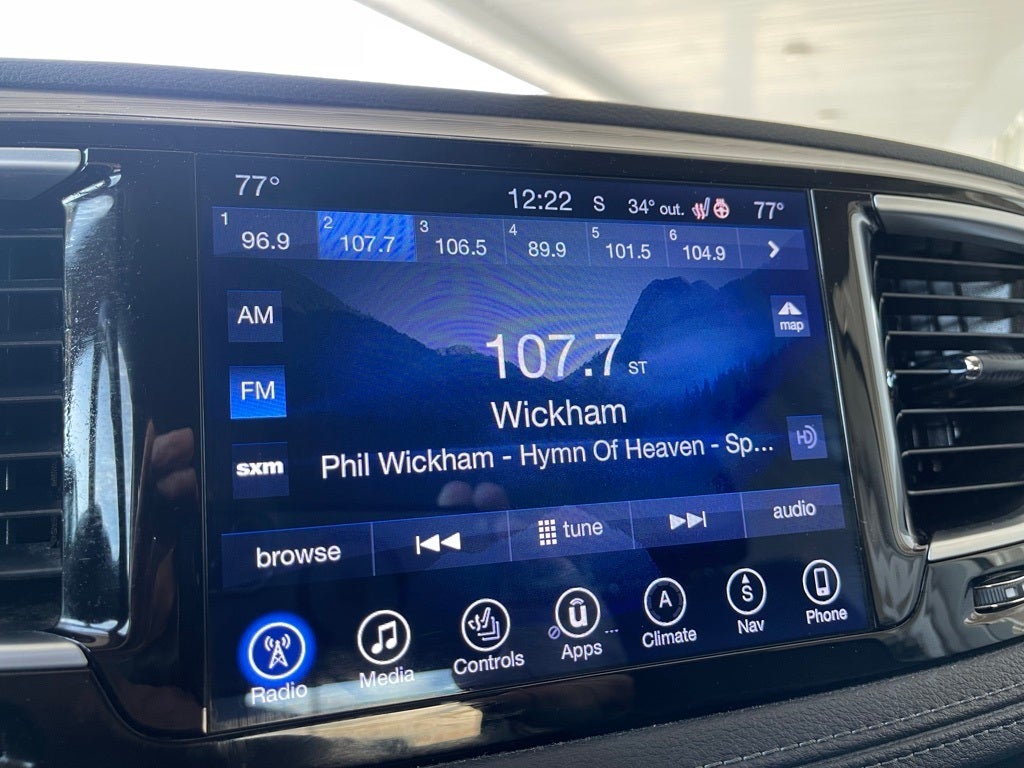 77° 12:22 S 34° out. 77°
1 96.9 2 107.7 3 106.5 4 89.9 5 101.5 6 104.9
AM
map
107.7 ST
FM
Wickham
HD
sxm
Phil Wickham - Hymn Of Heaven - Sp...
browse tune audio
A S
Radio Media Controls Apps Climate Nav Phone